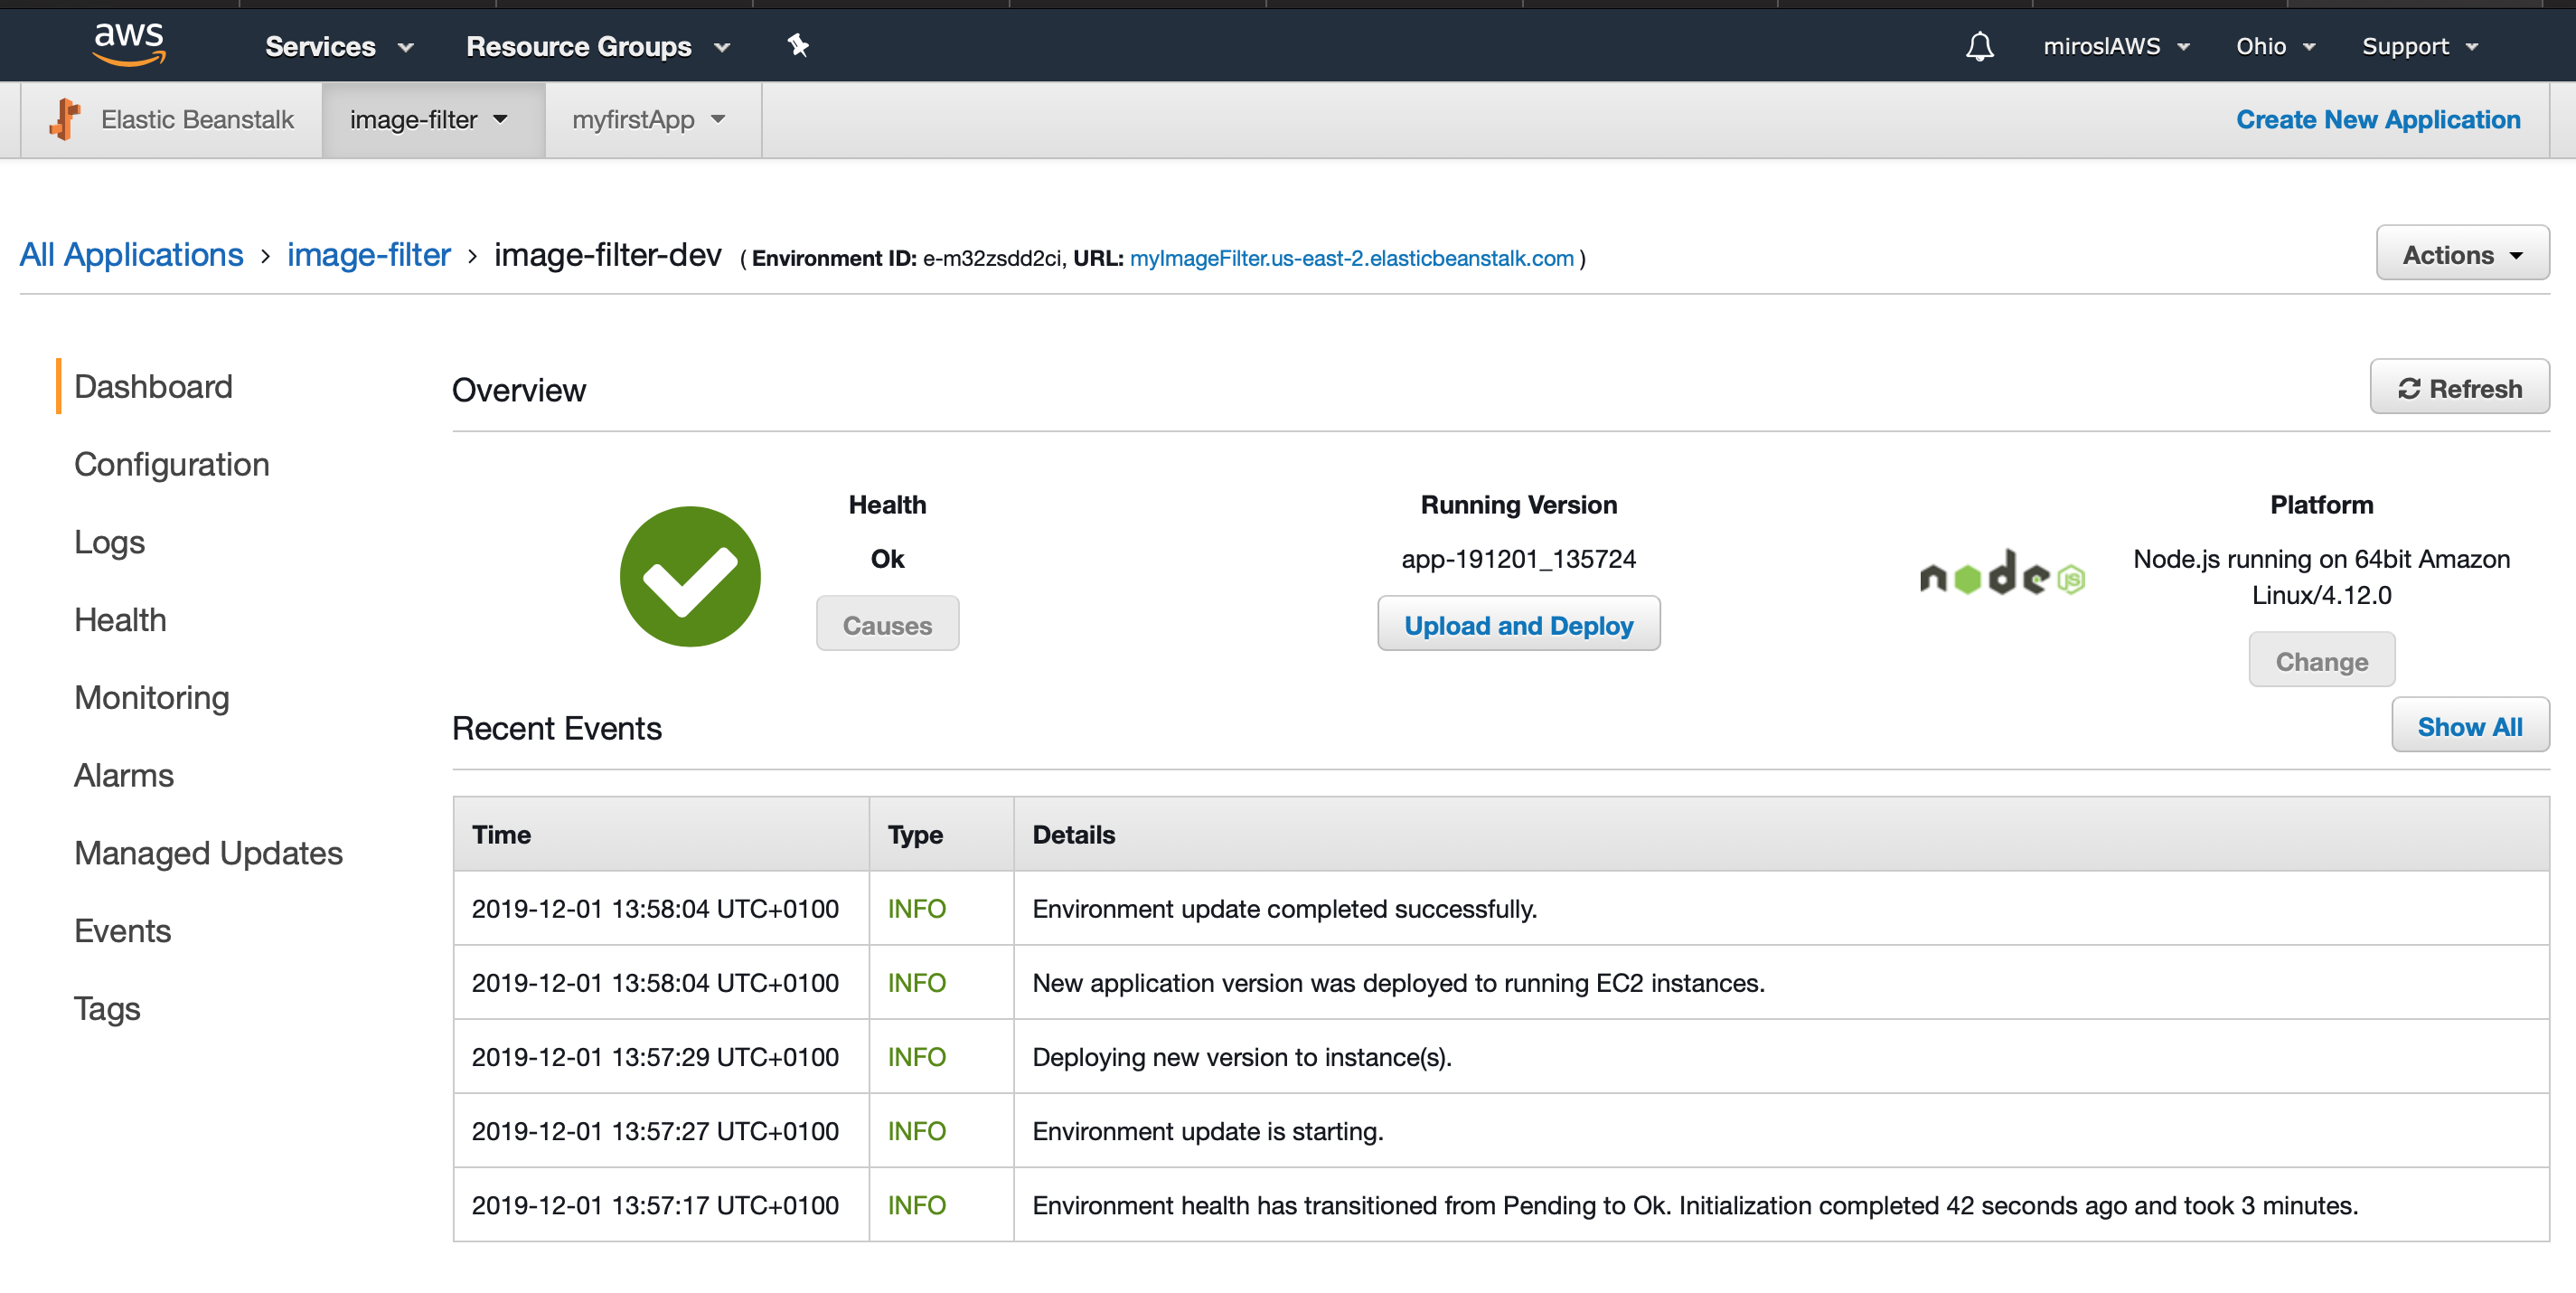 aws Services Resource Groups miroslAWS Ohio Support
Elastic Beanstalk image-filter myfirstApp Create New Application
All Applications › image-filter › image-filter-dev ( Environment ID: e-m32zsdd2ci, URL: myImageFilter.us-east-2.elasticbeanstalk.com ) Actions
Dashboard
Configuration
Logs
Health
Monitoring
Alarms
Managed Updates
Events
Tags
Overview Refresh
Health
Ok
Causes
Running Version
app-191201_135724
Upload and Deploy
node JS
Platform
Node.js running on 64bit Amazon
Linux/4.12.0
Change
Recent Events Show All
Time Type Details
2019-12-01 13:58:04 UTC+0100 INFO Environment update completed successfully.
2019-12-01 13:58:04 UTC+0100 INFO New application version was deployed to running EC2 instances.
2019-12-01 13:57:29 UTC+0100 INFO Deploying new version to instance(s).
2019-12-01 13:57:27 UTC+0100 INFO Environment update is starting.
2019-12-01 13:57:17 UTC+0100 INFO Environment health has transitioned from Pending to Ok. Initialization completed 42 seconds ago and took 3 minutes.